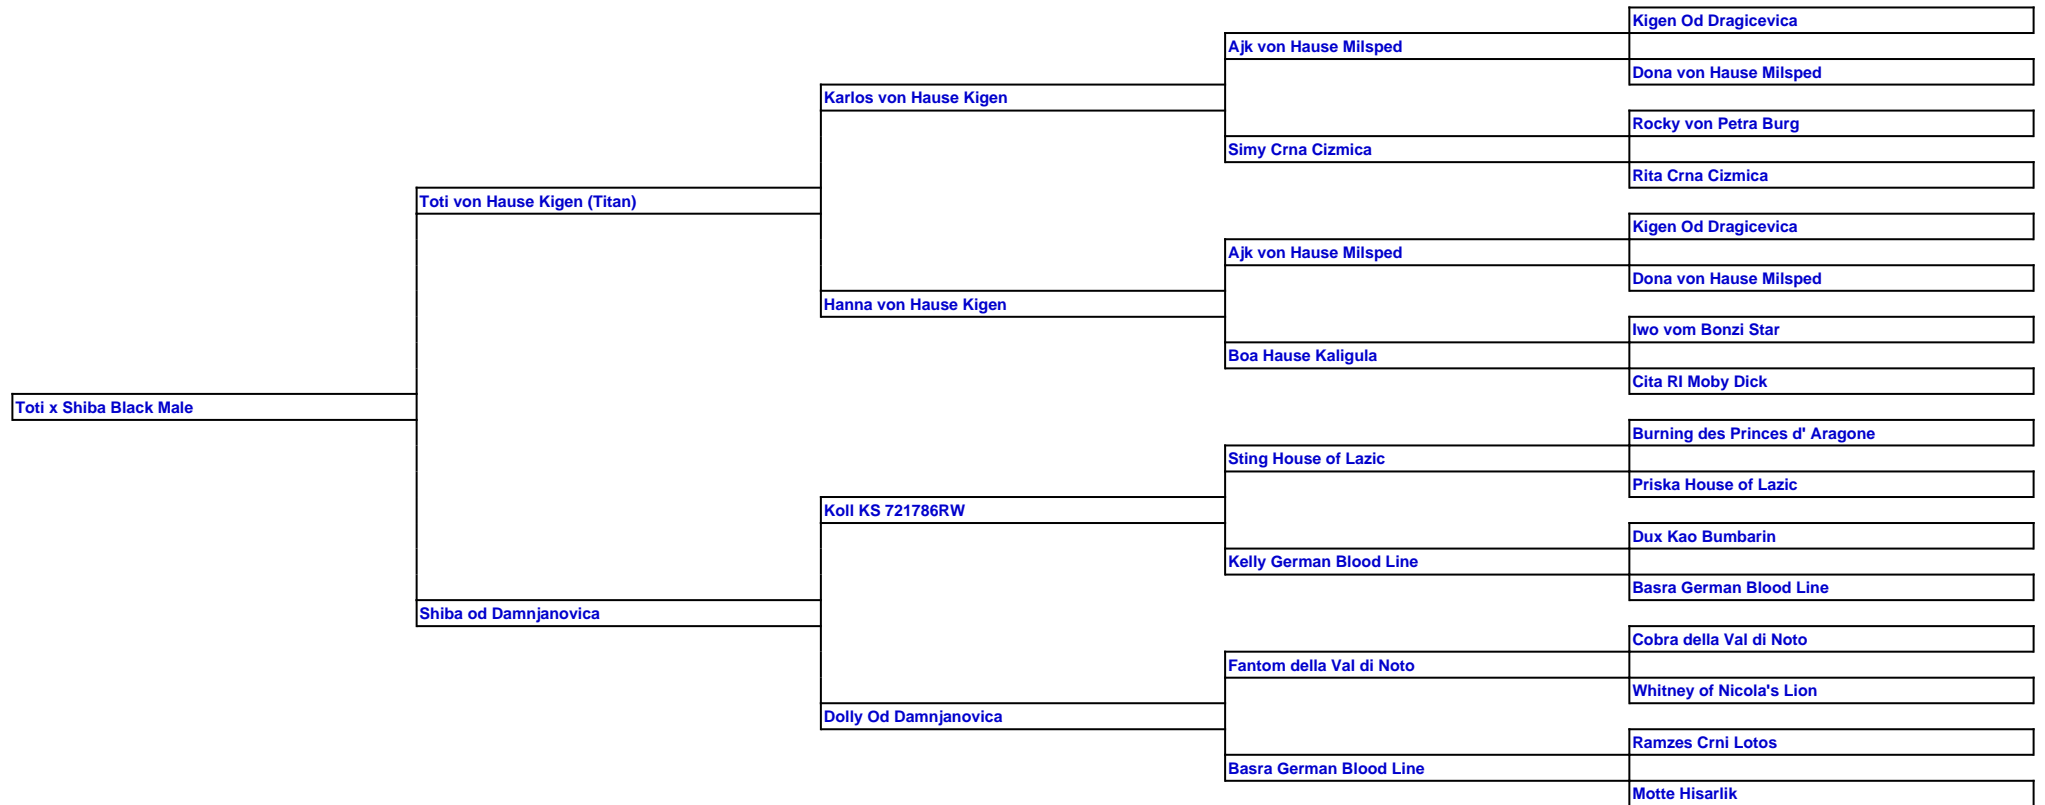 Kigen Od Dragicevica
Ajk von Hause Milsped
Dona von Hause Milsped
Karlos von Hause Kigen
Rocky von Petra Burg
Simy Crna Cizmica
Rita Crna Cizmica
Toti von Hause Kigen (Titan)
Kigen Od Dragicevica
Ajk von Hause Milsped
Dona von Hause Milsped
Hanna von Hause Kigen
Iwo vom Bonzi Star
Boa Hause Kaligula
Cita RI Moby Dick
Toti x Shiba Black Male
Burning des Princes d' Aragone
Sting House of Lazic
Priska House of Lazic
Koll KS 721786RW
Dux Kao Bumbarin
Kelly German Blood Line
Basra German Blood Line
Shiba od Damnjanovica
Cobra della Val di Noto
Fantom della Val di Noto
Whitney of Nicola's Lion
Dolly Od Damnjanovica
Ramzes Crni Lotos
Basra German Blood Line
Motte Hisarlik